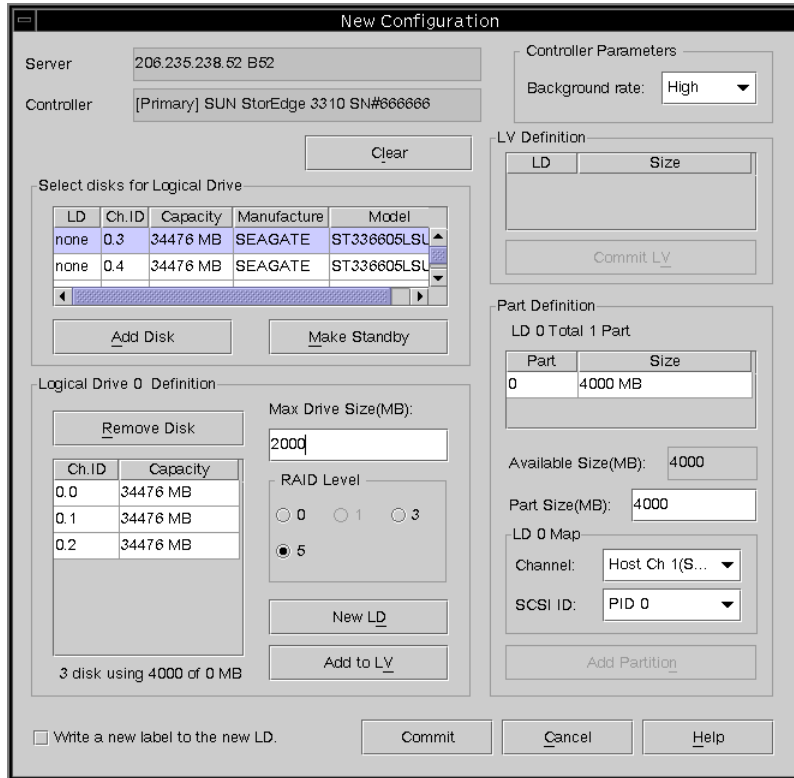 New Configuration
Server
206.235.238.52 B52
Controller
[Primary] SUN StorEdge 3310 SN#666666
Clear
Controller Parameters
Background rate:
High
Select disks for Logical Drive
LD Ch.ID Capacity Manufacture Model
none 0.3 34476 MB SEAGATE ST336605LSU
none 0.4 34476 MB SEAGATE ST336605LSU
Add Disk
Make Standby
LV Definition
LD Size
Commit LV
Logical Drive 0 Definition
Remove Disk
Ch.ID Capacity
0.0 34476 MB
0.1 34476 MB
0.2 34476 MB
3 disk using 4000 of 0 MB
Max Drive Size(MB):
2000
RAID Level
0 1 3
5
New LD
Add to LV
Part Definition
LD 0 Total 1 Part
Part Size
0 4000 MB
Available Size(MB): 4000
Part Size(MB): 4000
LD 0 Map
Channel: Host Ch 1(S...
SCSI ID: PID 0
Add Partition
Write a new label to the new LD.
Commit
Cancel
Help